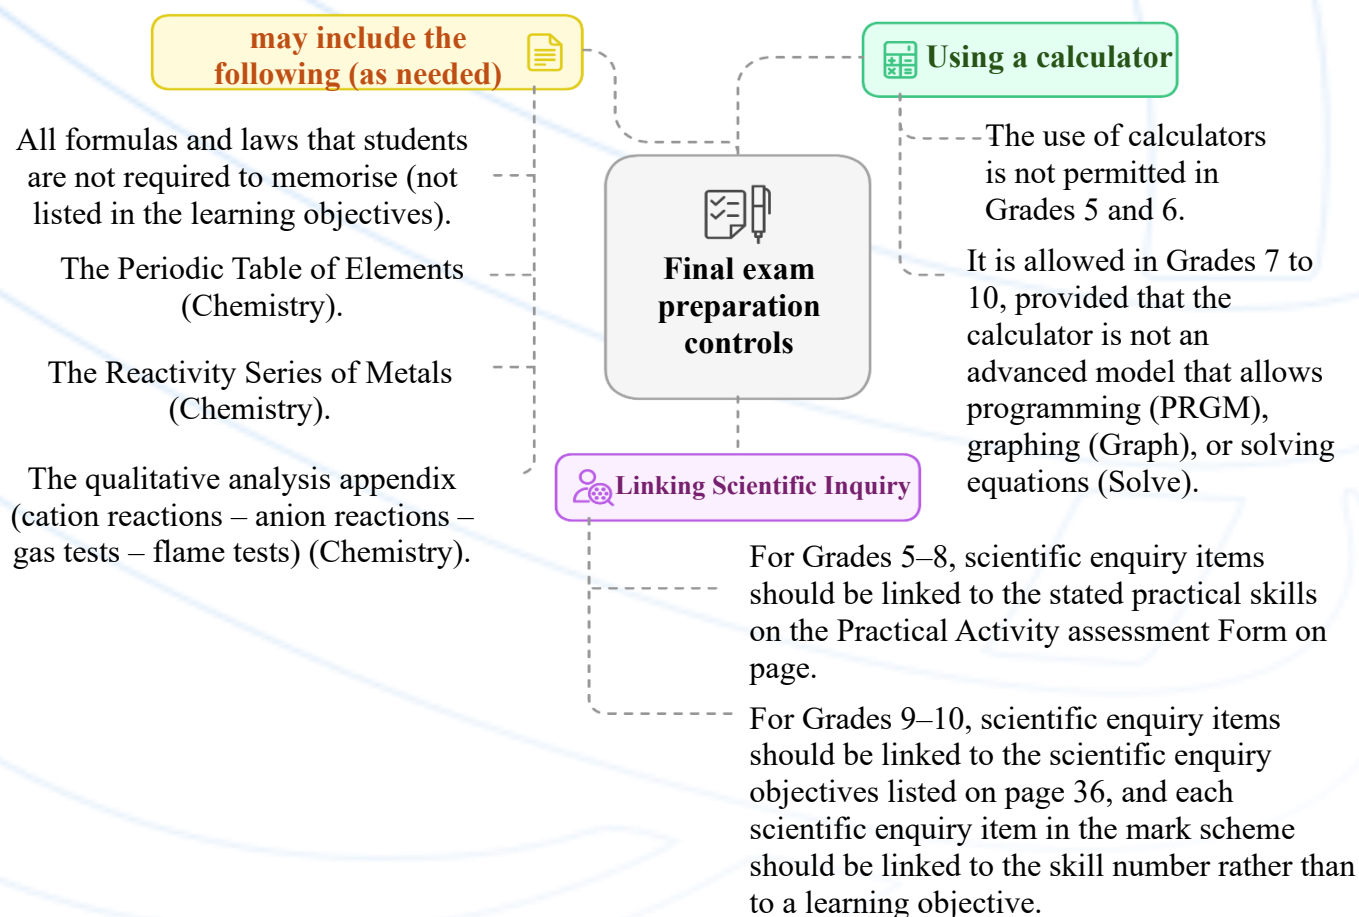 may include the
following (as needed)
All formulas and laws that students
are not required to memorise (not
listed in the learning objectives).
The Periodic Table of Elements
(Chemistry).
The Reactivity Series of Metals
(Chemistry).
The qualitative analysis appendix
(cation reactions – anion reactions –
gas tests – flame tests) (Chemistry).
Final exam
preparation
controls
Using a calculator
The use of calculators
is not permitted in
Grades 5 and 6.
It is allowed in Grades 7 to
10, provided that the
calculator is not an
advanced model that allows
programming (PRGM),
graphing (Graph), or solving
equations (Solve).
Linking Scientific Inquiry
For Grades 5–8, scientific enquiry items
should be linked to the stated practical skills
on the Practical Activity assessment Form on
page.
For Grades 9–10, scientific enquiry items
should be linked to the scientific enquiry
objectives listed on page 36, and each
scientific enquiry item in the mark scheme
should be linked to the skill number rather than
to a learning objective.